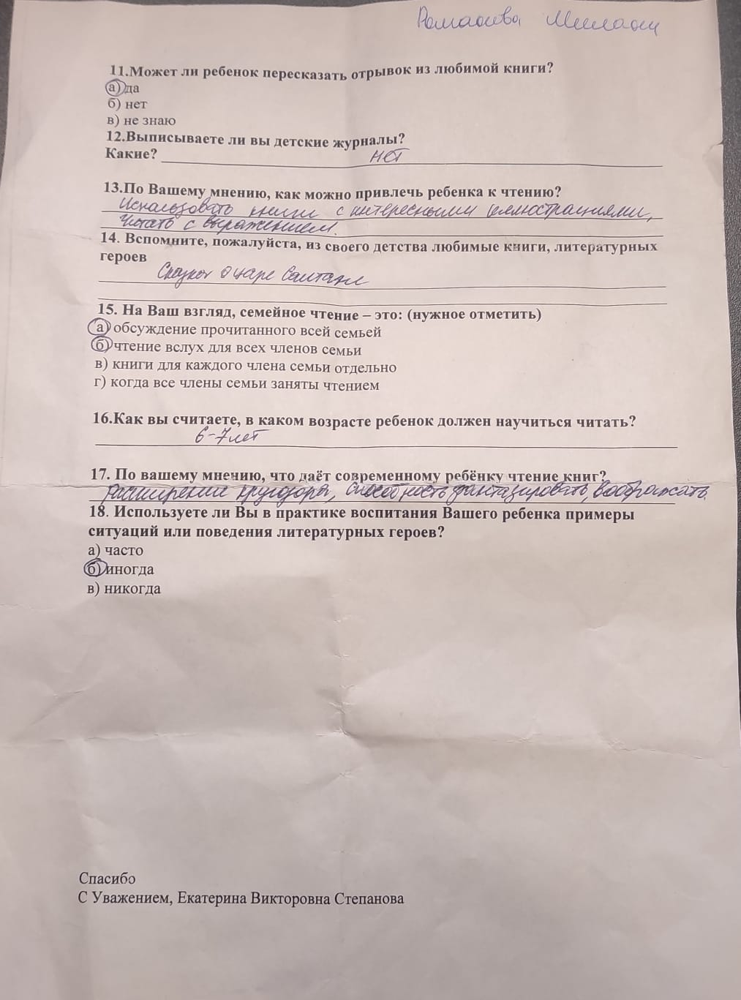 Романова Миланы
11.Может ли ребенок пересказать отрывок из любимой книги?
а) да
б) нет
в) не знаю
12.Выписываете ли вы детские журналы?
Какие? нет
13.По Вашему мнению, как можно привлечь ребенка к чтению?
Использовать книги с интересными иллюстрациями,
читать с выражением.
14. Вспомните, пожалуйста, из своего детства любимые книги, литературных
героев
Сказка о царе Салтане
15. На Ваш взгляд, семейное чтение – это: (нужное отметить)
а) обсуждение прочитанного всей семьей
б) чтение вслух для всех членов семьи
в) книги для каждого члена семьи отдельно
г) когда все члены семьи заняты чтением
16.Как вы считаете, в каком возрасте ребенок должен научиться читать?
6-7 лет
17. По вашему мнению, что даёт современному ребёнку чтение книг?
Расширение кругозора, способность фантазировать, воображать.
18. Используете ли Вы в практике воспитания Вашего ребенка примеры
ситуаций или поведения литературных героев?
а) часто
б) иногда
в) никогда
Спасибо
С Уважением, Екатерина Викторовна Степанова